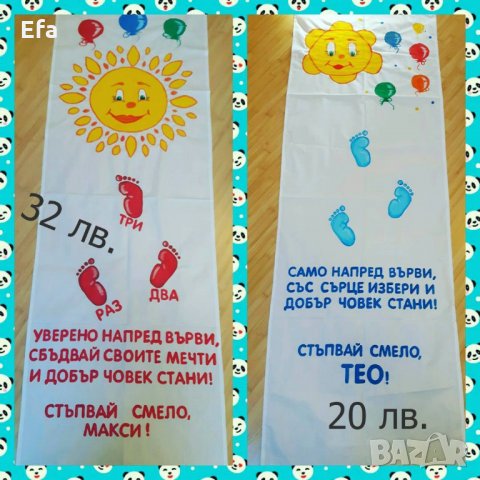 Efa
32 лв.
ТРИ
РАЗ
ДВА
УВЕРЕНО НАПРЕД ВЪРВИ,
СБЪДВАЙ СВОИТЕ МЕЧТИ
И ДОБЪР ЧОВЕК СТАНИ!
СТЪПВАЙ СМЕЛО,
МАКСИ!
САМО НАПРЕД ВЪРВИ,
СЪС СЪРЦЕ ИЗБЕРИ И
ДОБЪР ЧОВЕК СТАНИ!
СТЪПВАЙ СМЕЛО,
ТЕО!
20 лв.
BAZAR